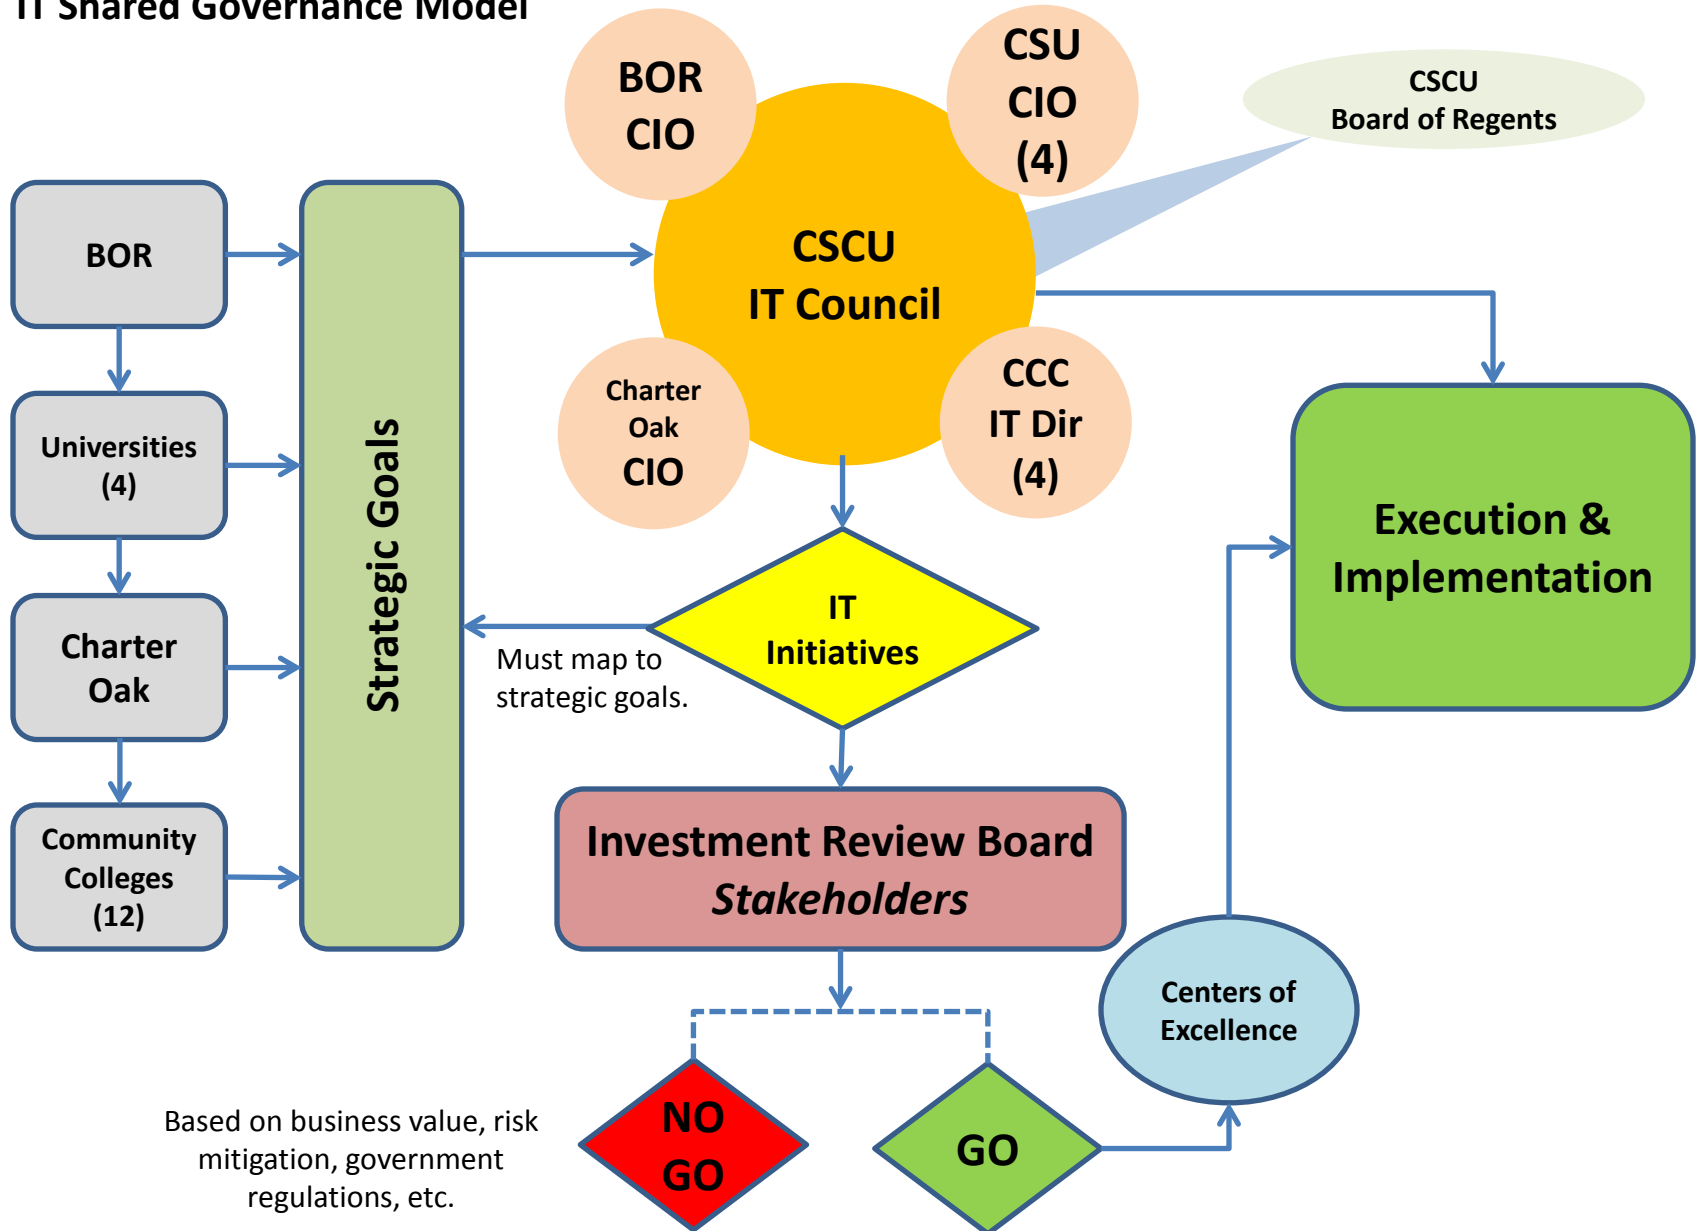 IT Shared Governance Model
BOR
CIO
CSU
CIO
(4)
CSCU
Board of Regents
BOR
CSCU
IT Council
Charter
Oak
CIO
CCC
IT Dir
(4)
Universities
(4)
Strategic Goals
Execution &
Implementation
IT
Initiatives
Must map to
strategic goals.
Charter
Oak
Community
Colleges
(12)
Investment Review Board
Stakeholders
Centers of
Excellence
Based on business value, risk
mitigation, government
regulations, etc.
NO
GO
GO